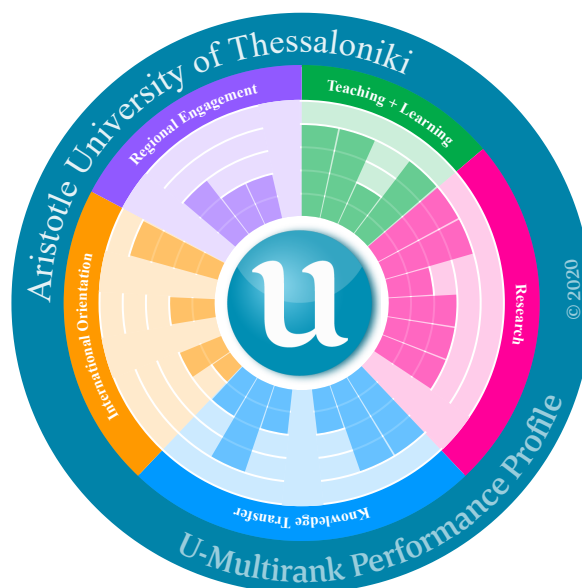 Aristotle University of Thessaloniki
Teaching + Learning
Research
Knowledge Transfer
International Orientation
Regional Engagement
u
© 2020
U-Multirank Performance Profile